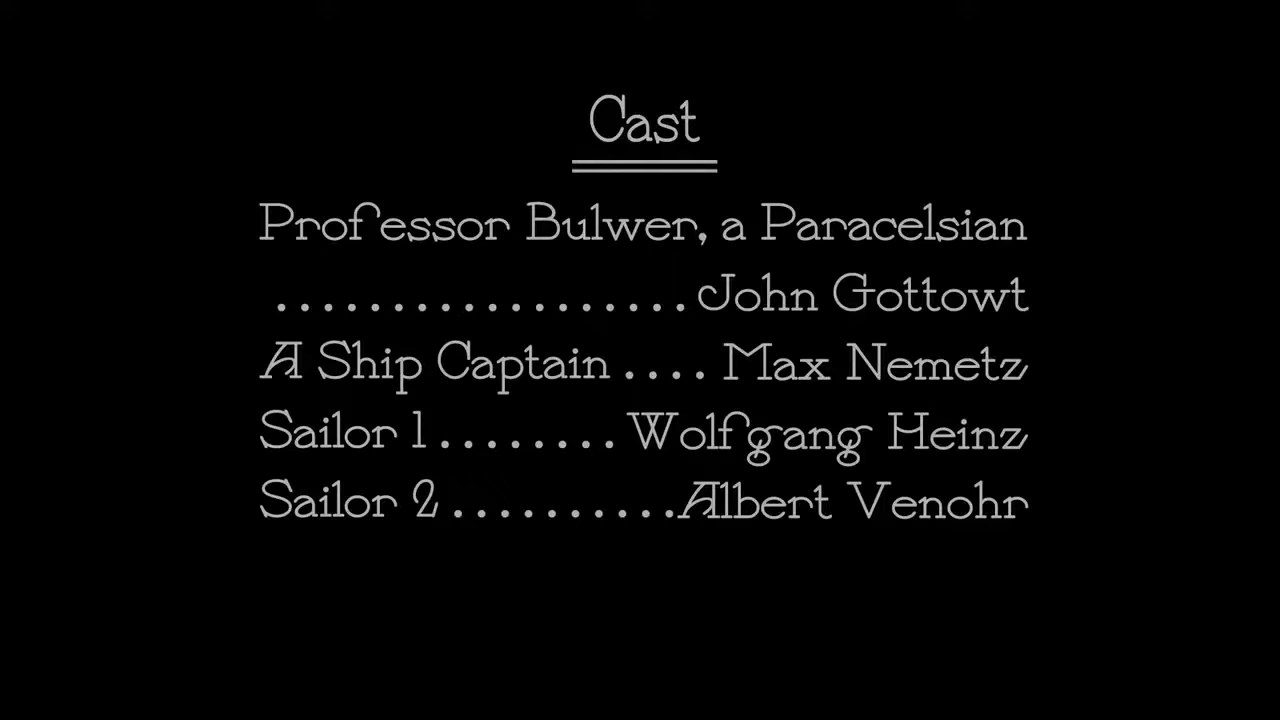 Cast
Professor Bulwer, a Paracelsian
..................John Gottowt
A Ship Captain .... Max Nemetz
Sailor 1........ Wolfgang Heinz
Sailor 2..........Albert Venohr